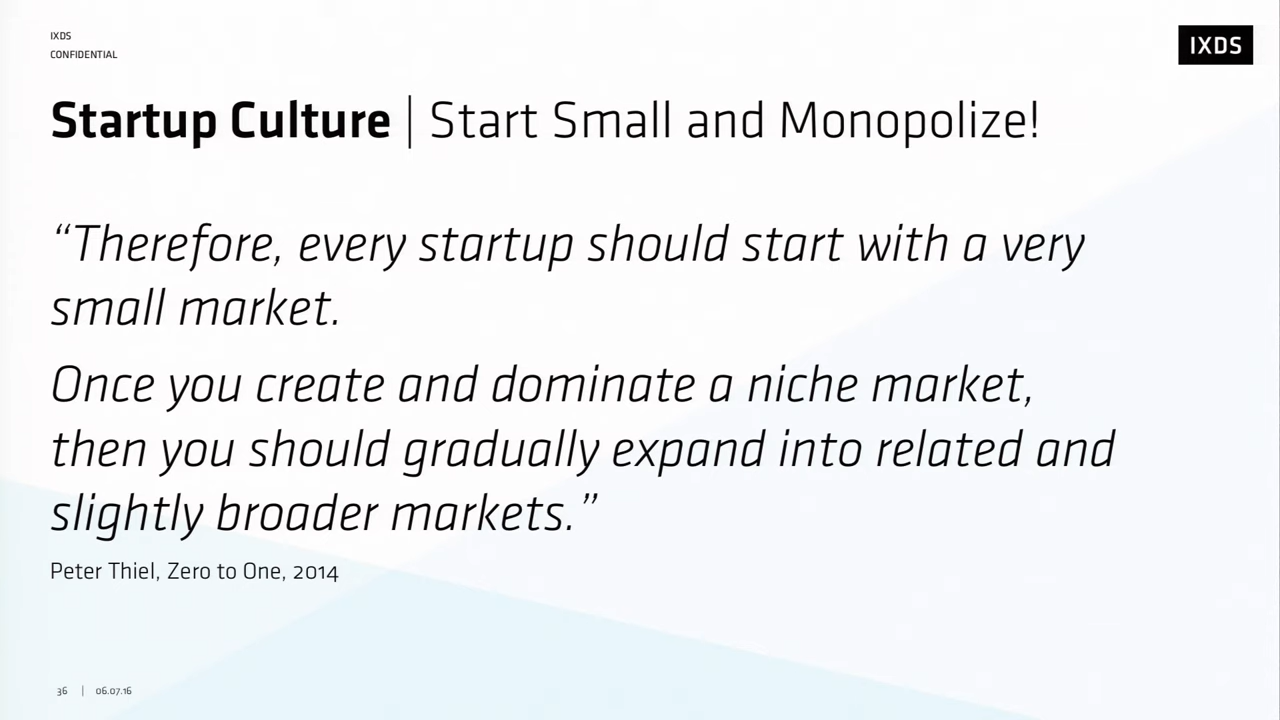 IXDS
CONFIDENTIAL
IXDS
Startup Culture | Start Small and Monopolize!
“Therefore, every startup should start with a very
small market.
Once you create and dominate a niche market,
then you should gradually expand into related and
slightly broader markets.”
Peter Thiel, Zero to One, 2014
36 | 06.07.16